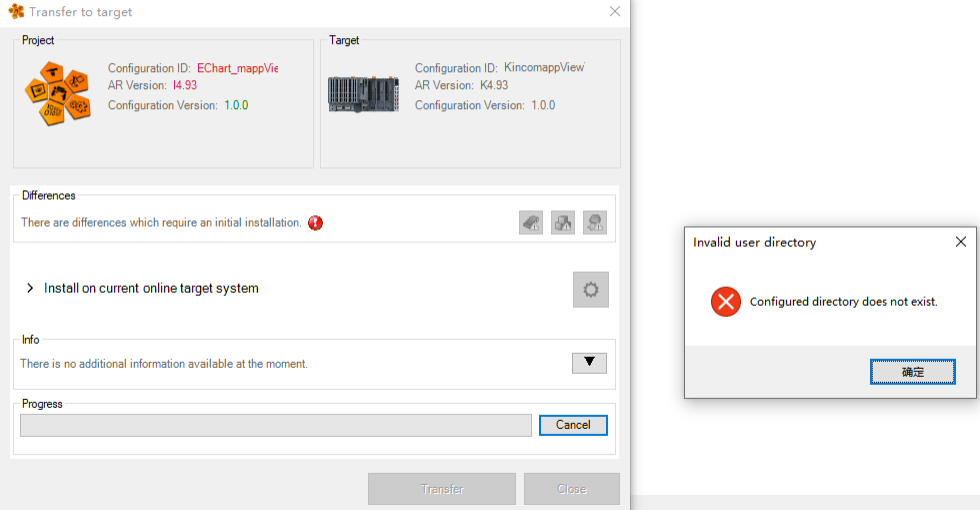 Transfer to target
Project
Configuration ID: EChart_mappVie
AR Version: I4.93
Configuration Version: 1.0.0
Target
Configuration ID: KincomappView
AR Version: K4.93
Configuration Version: 1.0.0
Differences
There are differences which require an initial installation.
Install on current online target system
Info
There is no additional information available at the moment.
Progress
Cancel
Transfer
Close
Invalid user directory
Configured directory does not exist.
确定